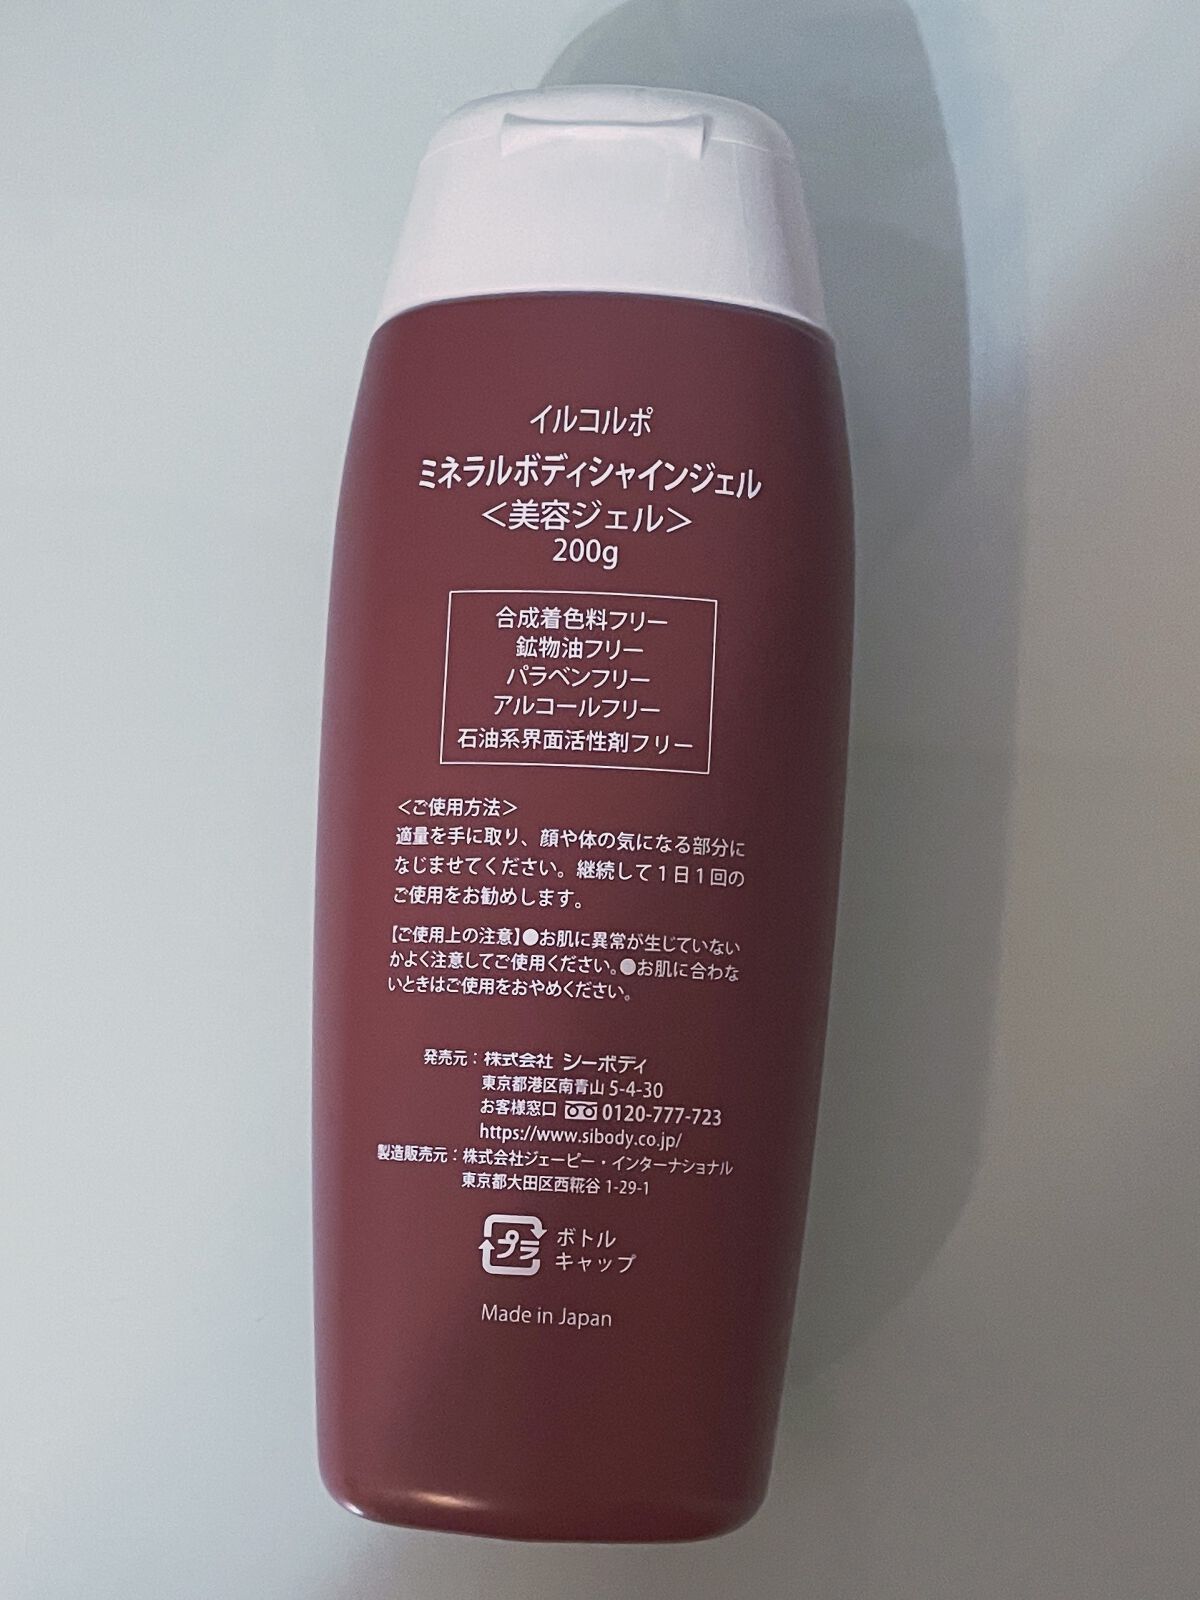 イルコルポ
ミネラルボディシャインジェル
＜美容ジェル＞
200g
合成着色料フリー
鉱物油フリー
パラベンフリー
アルコールフリー
石油系界面活性剤フリー
＜ご使用方法＞
適量を手に取り、顔や体の気になる部分に
なじませてください。継続して1日1回の
ご使用をお勧めします。
【ご使用上の注意】●お肌に異常が生じていない
かよく注意してご使用ください。●お肌に合わな
いときはご使用をおやめください。
発売元：株式会社 シーボディ
東京都港区南青山 5-4-30
お客様窓口 0120-777-723
https://www.sibody.co.jp/
製造販売元：株式会社ジェーピー・インターナショナル
東京都大田区西糀谷 1-29-1
プラ ボトル
キャップ
Made in Japan